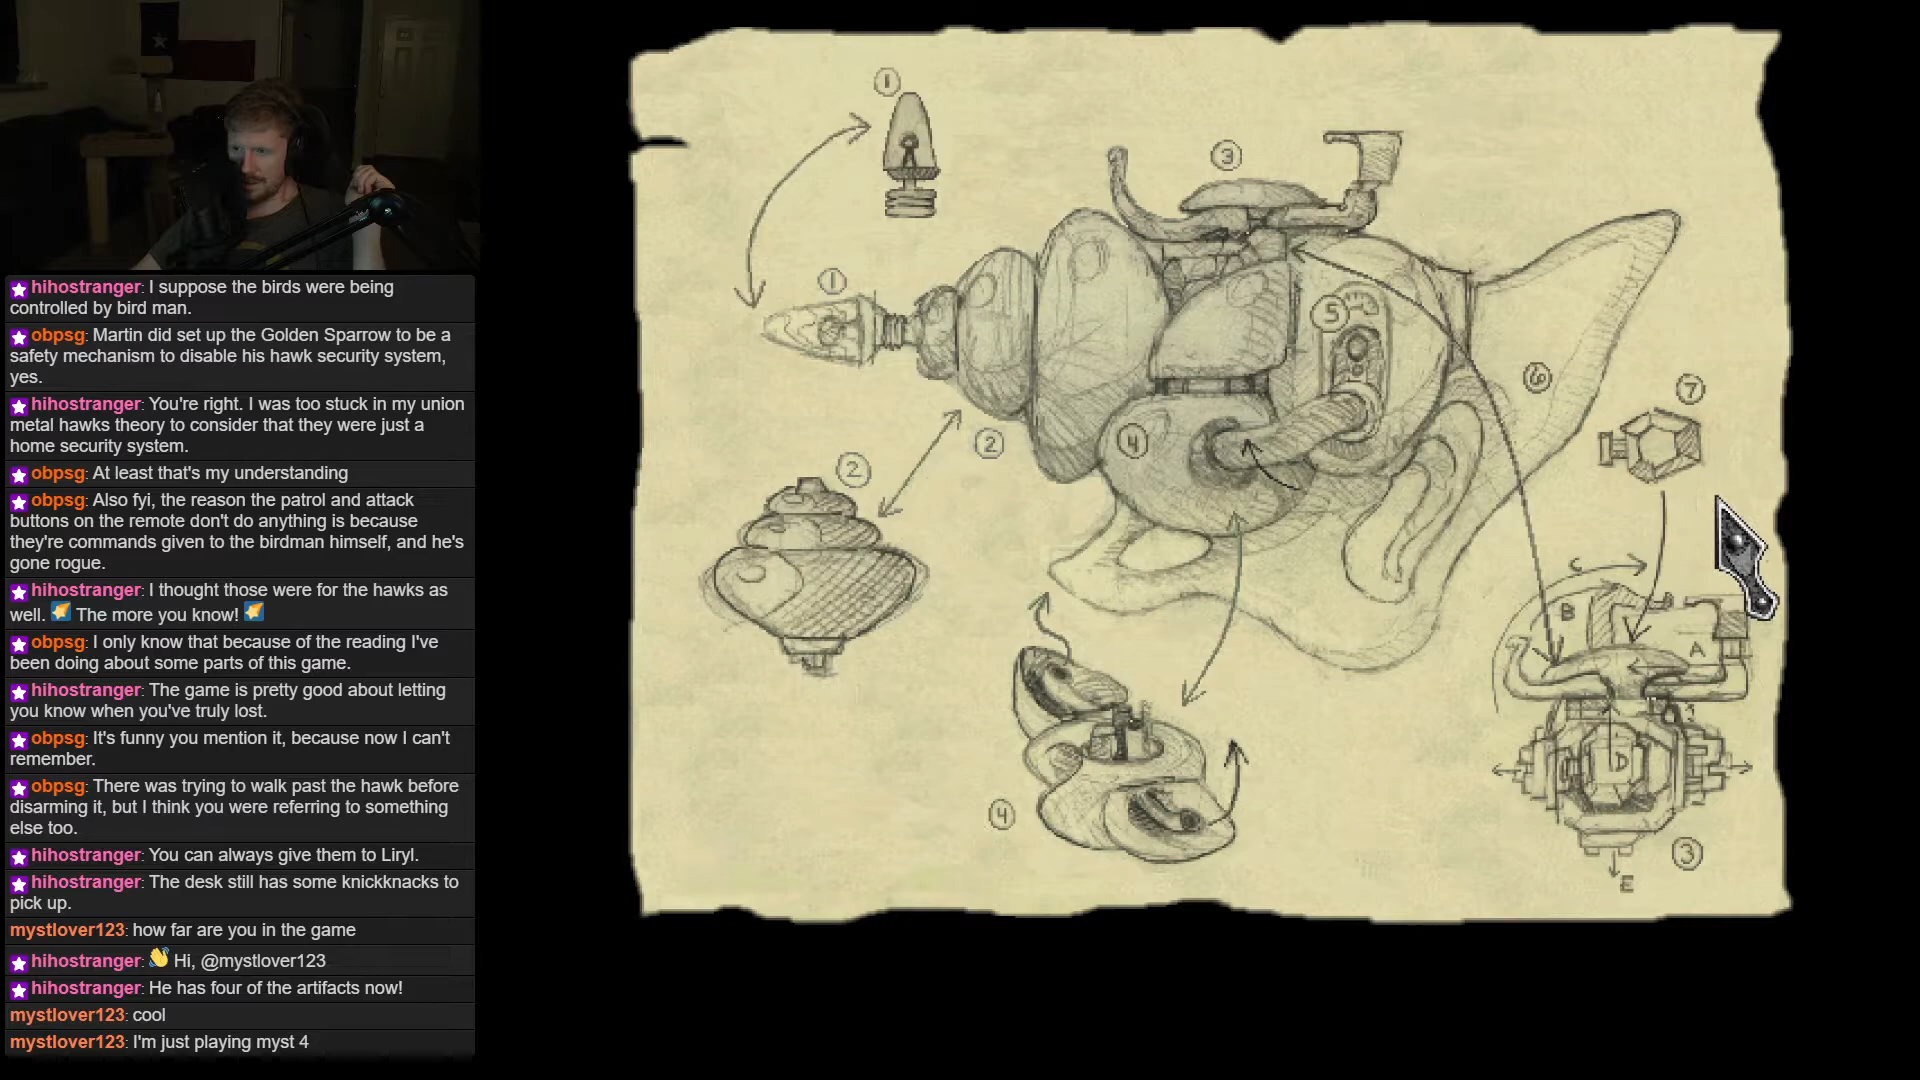 hihostranger: I suppose the birds were being
controlled by bird man.
obpsg: Martin did set up the Golden Sparrow to be a
safety mechanism to disable his hawk security system,
yes.
hihostranger: You're right. I was too stuck in my union
metal hawks theory to consider that they were just a
home security system.
obpsg: At least that's my understanding
obpsg: Also fyi, the reason the patrol and attack
buttons on the remote don't do anything is because
they're commands given to the birdman himself, and he's
gone rogue.
hihostranger: I thought those were for the hawks as
well. The more you know!
obpsg: I only know that because of the reading I've
been doing about some parts of this game.
hihostranger: The game is pretty good about letting
you know when you've truly lost.
obpsg: It's funny you mention it, because now I can't
remember.
obpsg: There was trying to walk past the hawk before
disarming it, but I think you were referring to something
else too.
hihostranger: You can always give them to Liryl.
hihostranger: The desk still has some knickknacks to
pick up.
mystlover123: how far are you in the game
hihostranger: Hi, @mystlover123
hihostranger: He has four of the artifacts now!
mystlover123: cool
mystlover123: I'm just playing myst 4
1
3
1
5
6
7
4
2
2
C
B
A
D
4
3
E